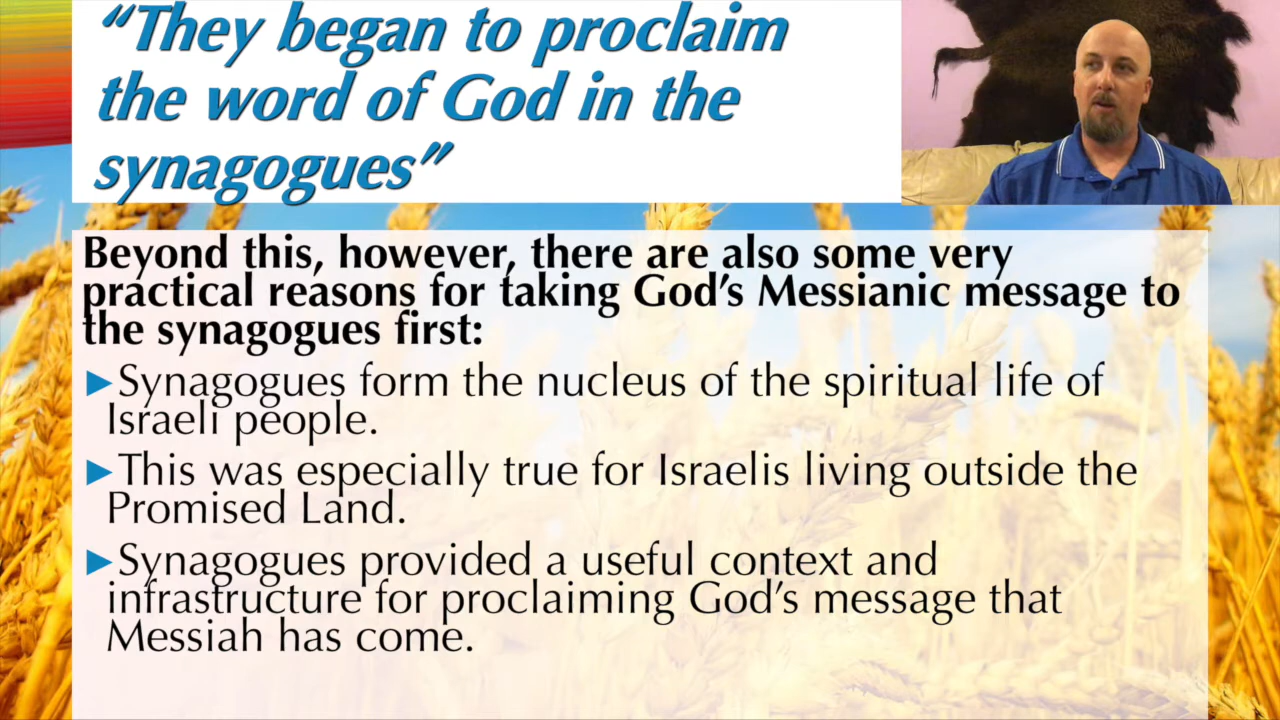 “They began to proclaim
the word of God in the
synagogues”
Beyond this, however, there are also some very
practical reasons for taking God’s Messianic message to
the synagogues first:
►Synagogues form the nucleus of the spiritual life of
Israeli people.
►This was especially true for Israelis living outside the
Promised Land.
►Synagogues provided a useful context and
infrastructure for proclaiming God’s message that
Messiah has come.